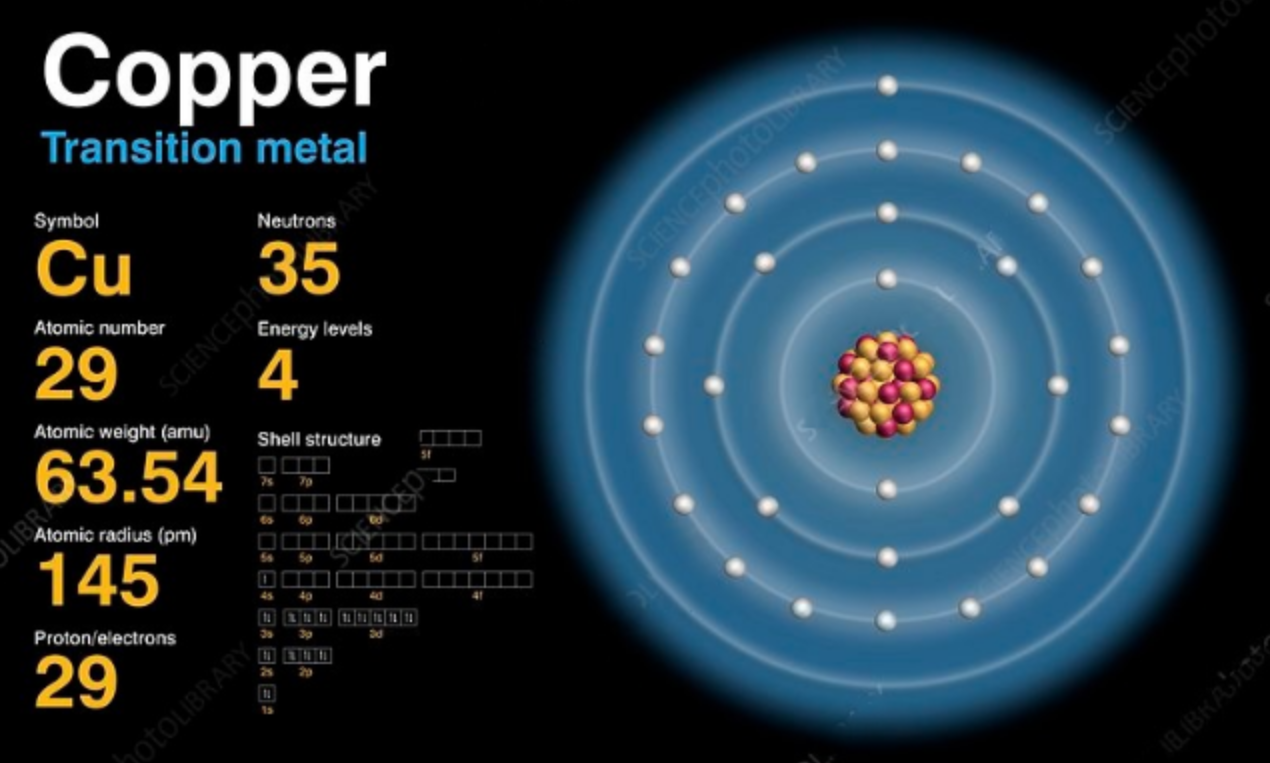 Copper
Transition metal
Symbol
Cu
Neutrons
35
Atomic number
29
Energy levels
4
Atomic weight (amu)
63.54
Shell structure
5f
7s 7p
6s 6p 6d
5s 5p 5d 5f
4s 4p 4d 4f
3s 3p 3d
2s 2p
1s
Atomic radius (pm)
145
Proton/electrons
29
SCIENCEphotoLIBRARY